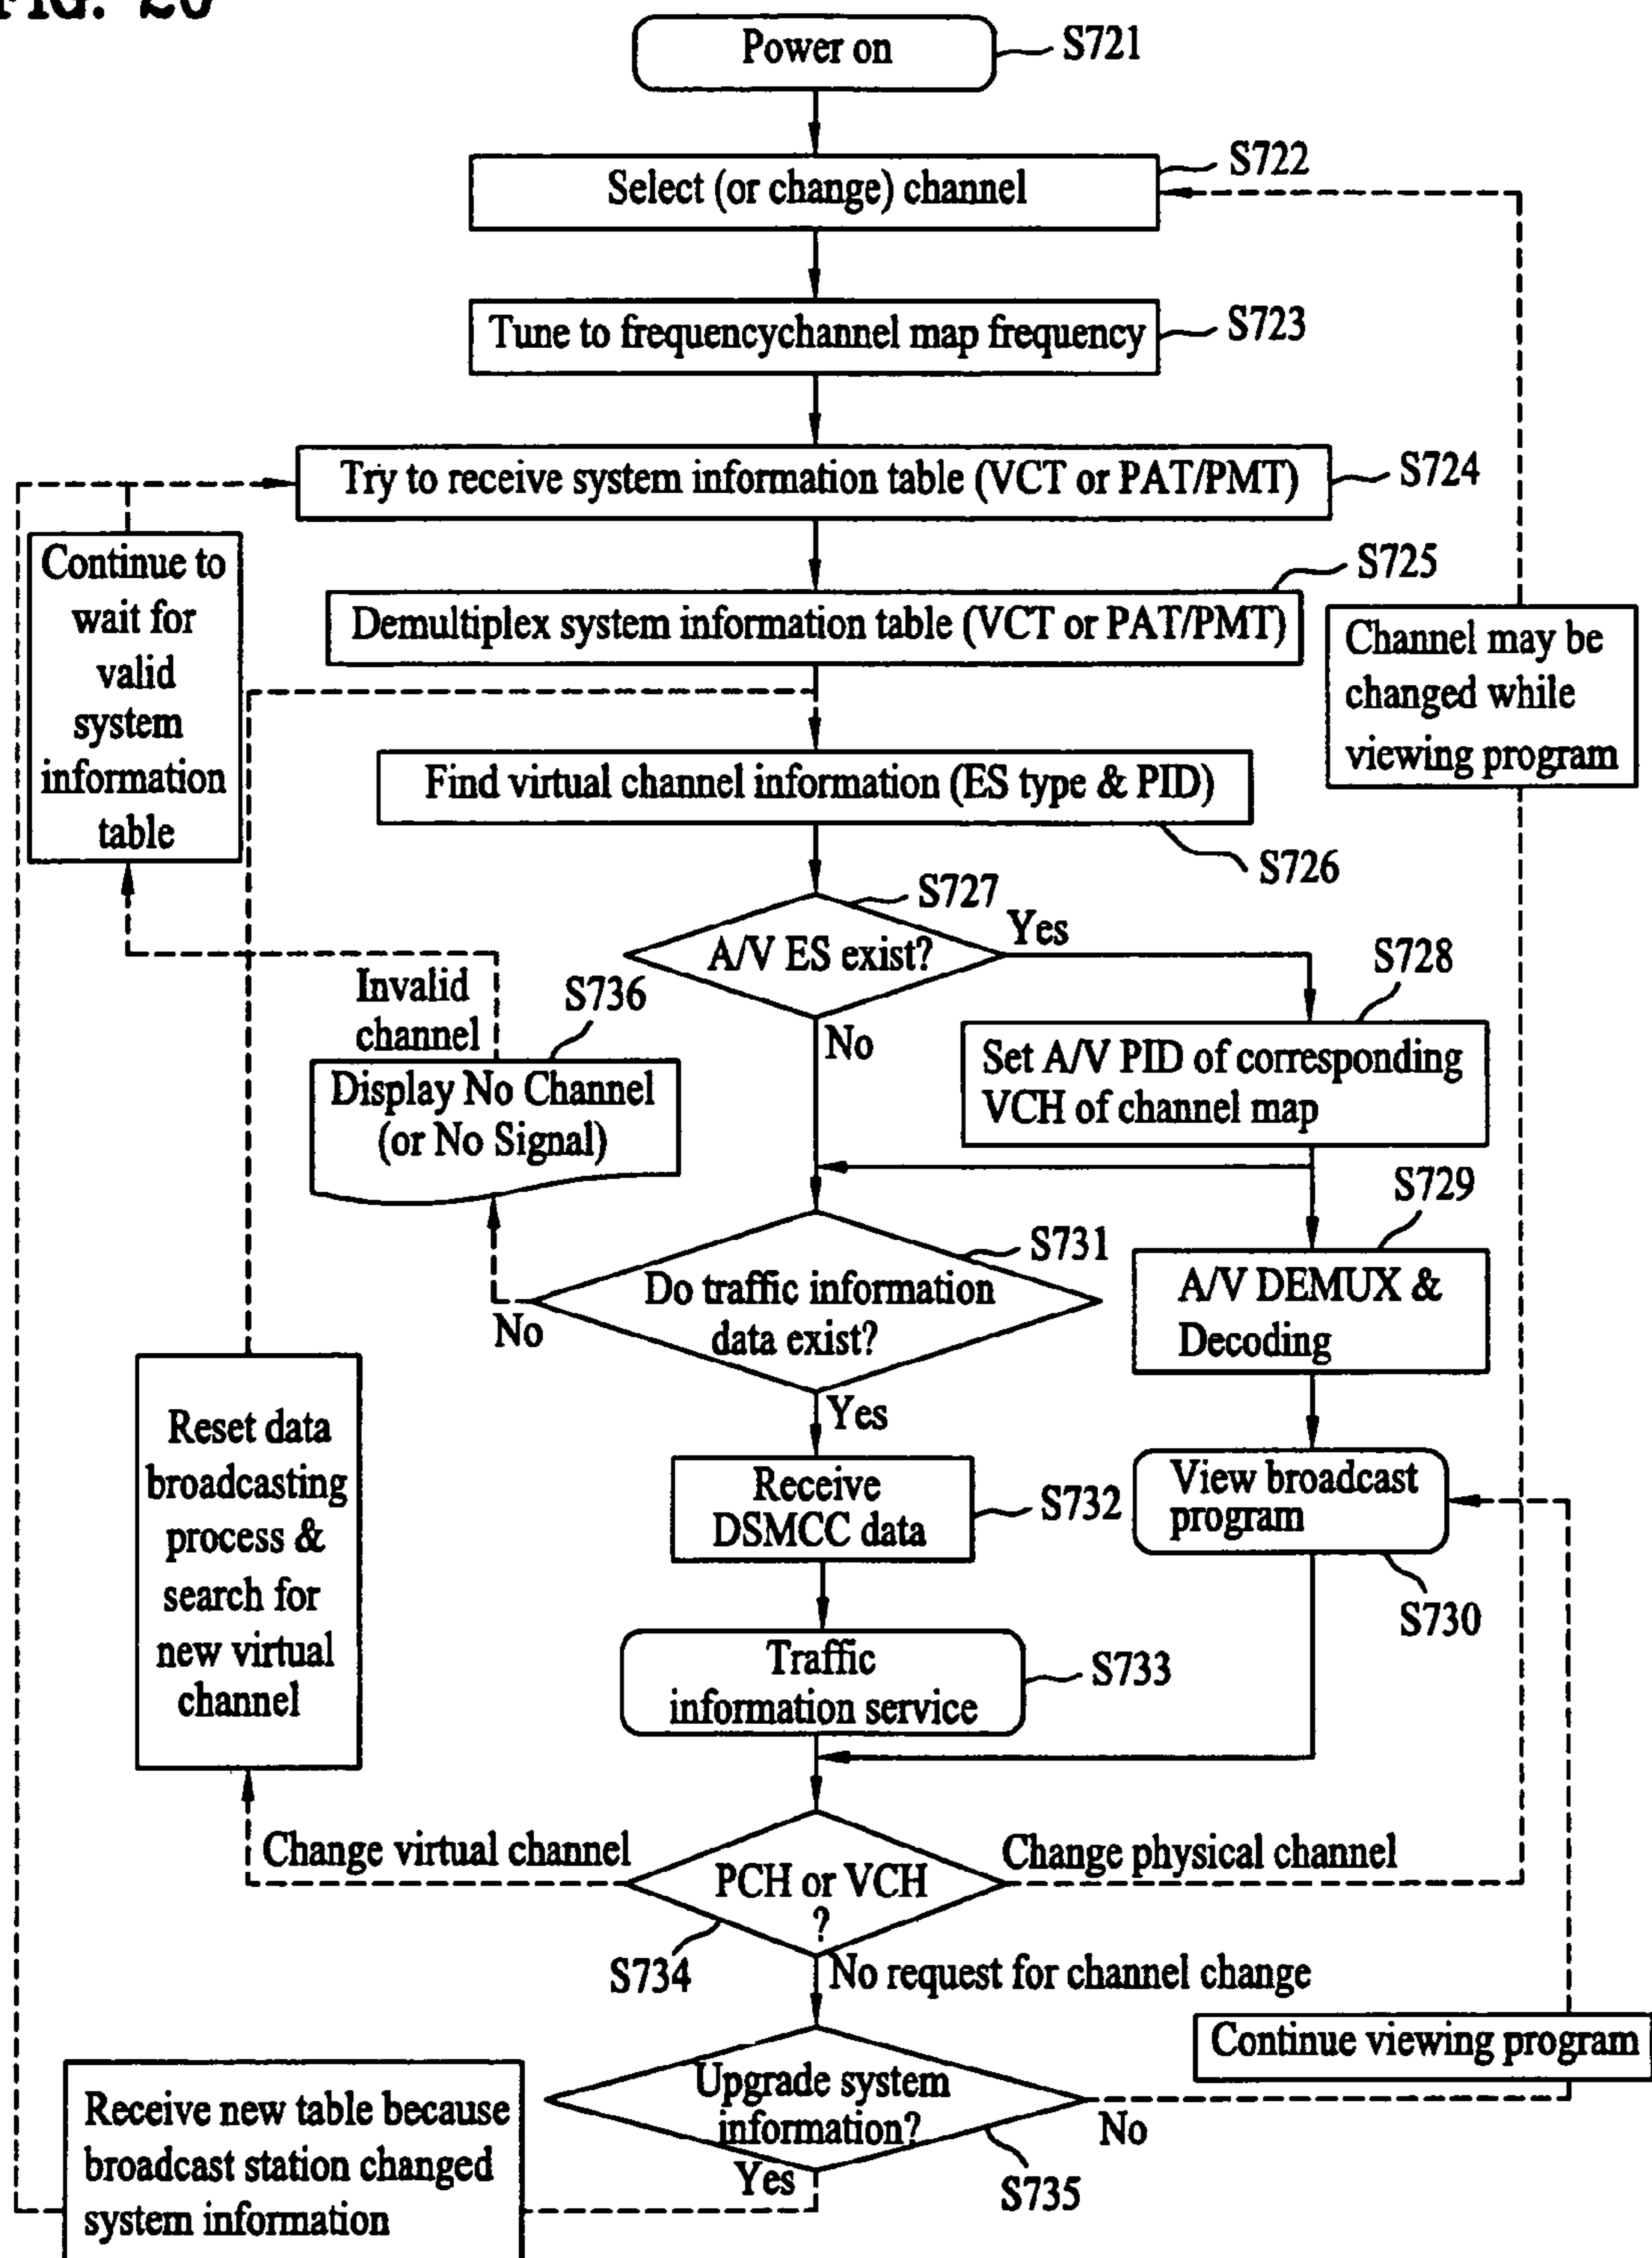 FIG. 26
Power on
S721
Select (or change) channel
S722
Tune to frequencychannel map frequency
S723
Try to receive system information table (VCT or PAT/PMT)
S724
Continue to
wait for
valid
system
information
table
Demultiplex system information table (VCT or PAT/PMT)
S725
Channel may be
changed while
viewing program
Find virtual channel information (ES type & PID)
S726
A/V ES exist?
S727
Yes
No
Invalid
channel
S736
Display No Channel
(or No Signal)
S728
Set A/V PID of corresponding
VCH of channel map
S729
A/V DEMUX &
Decoding
S731
Do traffic information
data exist?
No
Yes
Reset data
broadcasting
process &
search for
new virtual
channel
Receive
DSMCC data
S732
View broadcast
program
S730
Traffic
information service
S733
Change virtual channel
PCH or VCH
?
Change physical channel
S734
No request for channel change
Continue viewing program
Upgrade system
information?
No
Yes
S735
Receive new table because
broadcast station changed
system information